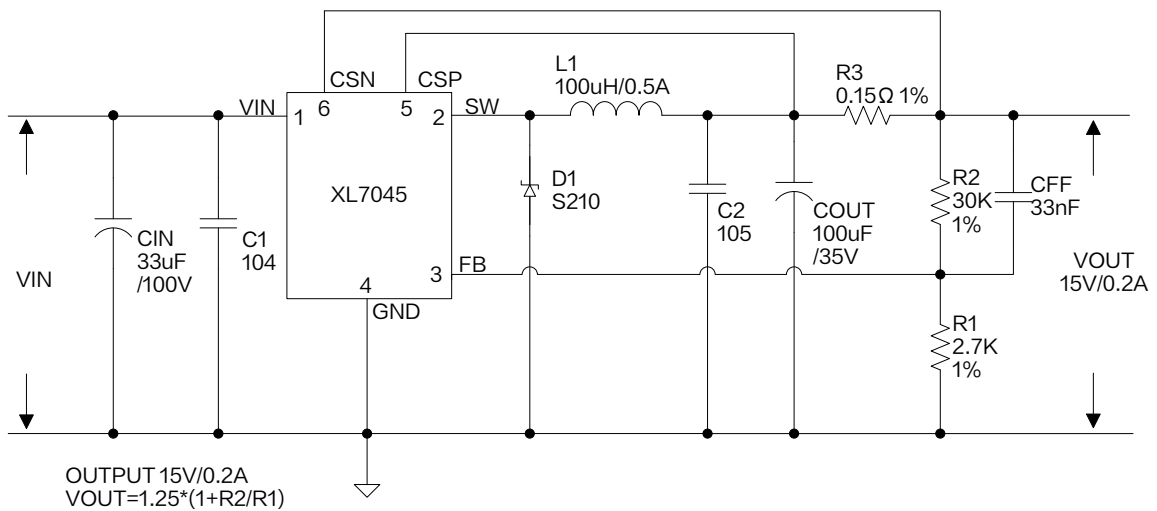 CSN
CSP
L1
100uH/0.5A
R3
0.15Ω 1%
VIN
1
6
5
2
SW
XL7045
D1
S210
R2
30K
1%
CFF
33nF
CIN
33uF
/100V
C1
104
C2
105
COUT
100uF
/35V
VIN
3
FB
4
GND
VOUT
15V/0.2A
R1
2.7K
1%
OUTPUT 15V/0.2A
VOUT=1.25*(1+R2/R1)